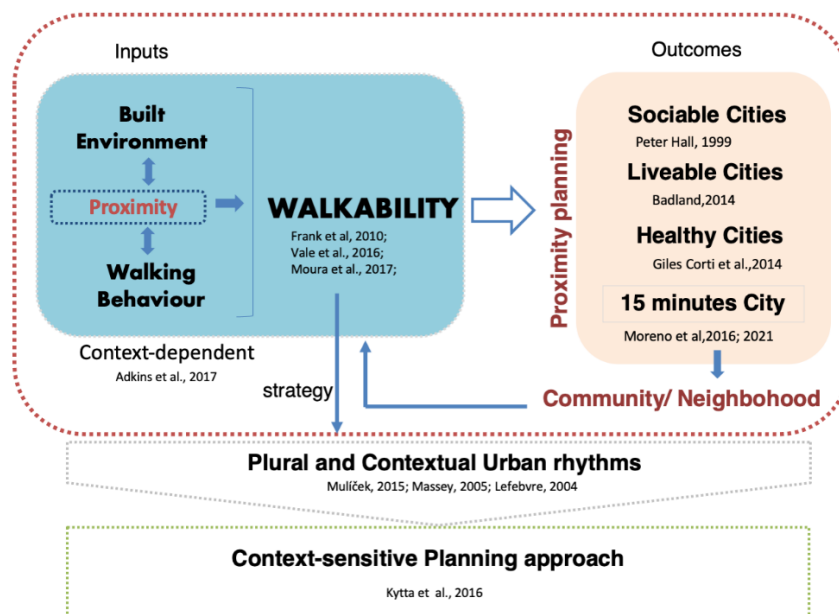 Inputs
Outcomes
Built
Environment
Proximity
Walking
Behaviour
WALKABILITY
Frank et al, 2010;
Vale et al., 2016;
Moura et al., 2017;
Context-dependent
Adkins et al., 2017
strategy
Proximity planning
Sociable Cities
Peter Hall, 1999
Liveable Cities
Badland,2014
Healthy Cities
Giles Corti et al.,2014
15 minutes City
Moreno et al,2016; 2021
Community/ Neighbohood
Plural and Contextual Urban rhythms
Mulíček, 2015; Massey, 2005; Lefebvre, 2004
Context-sensitive Planning approach
Kytta et al., 2016